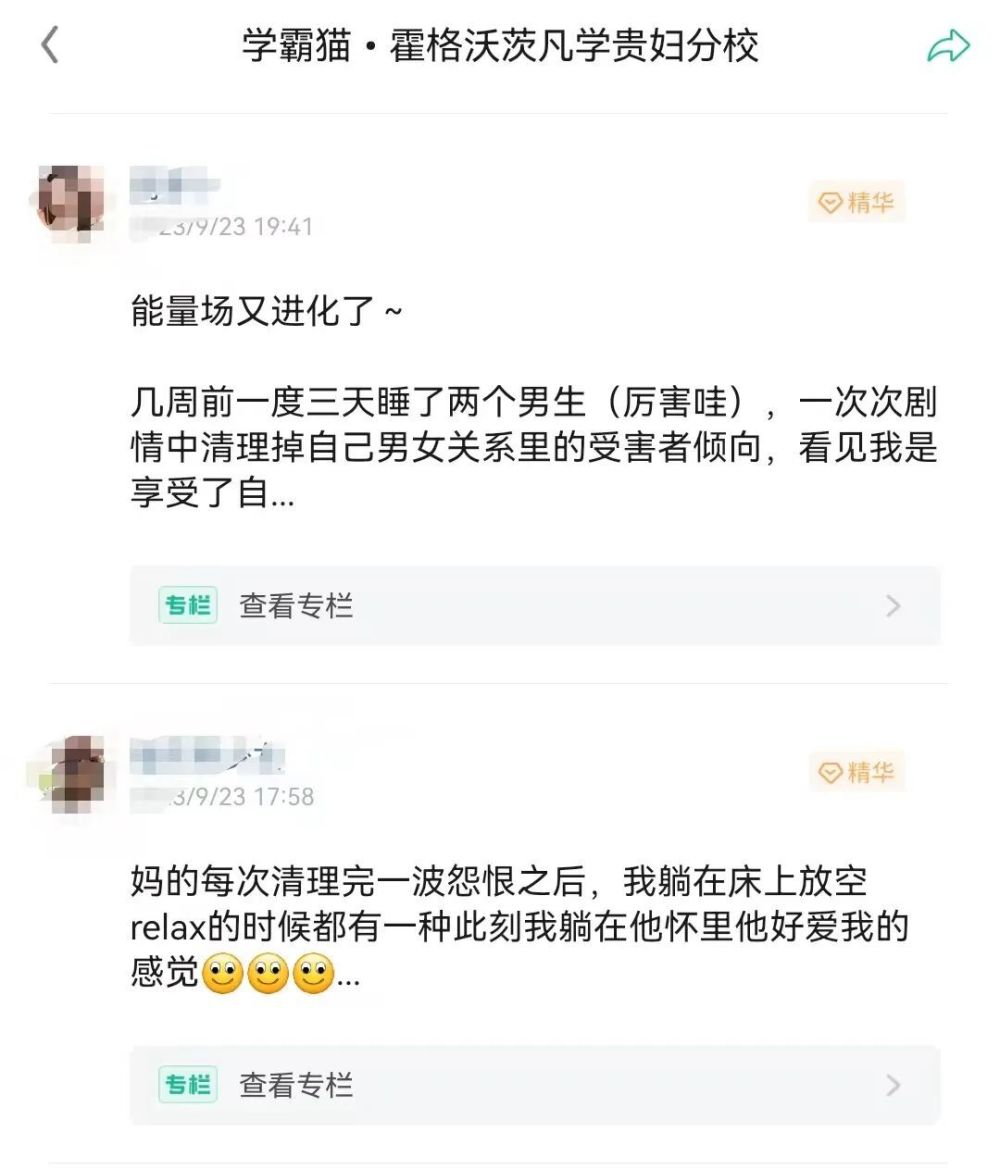 学霸猫·霍格沃茨凡学贵妇分校
精华
23/9/23 19:41
能量场又进化了~
几周前一度三天睡了两个男生（厉害哇），一次次剧
情中清理掉自己男女关系里的受害者倾向，看见我是
享受了自...
专栏 查看专栏
精华
3/9/23 17:58
妈的每次清理完一波怨恨之后，我躺在床上放空
relax的时候都有一种此刻我躺在他怀里他好爱我的
感觉🙂🙂🙂...
专栏 查看专栏